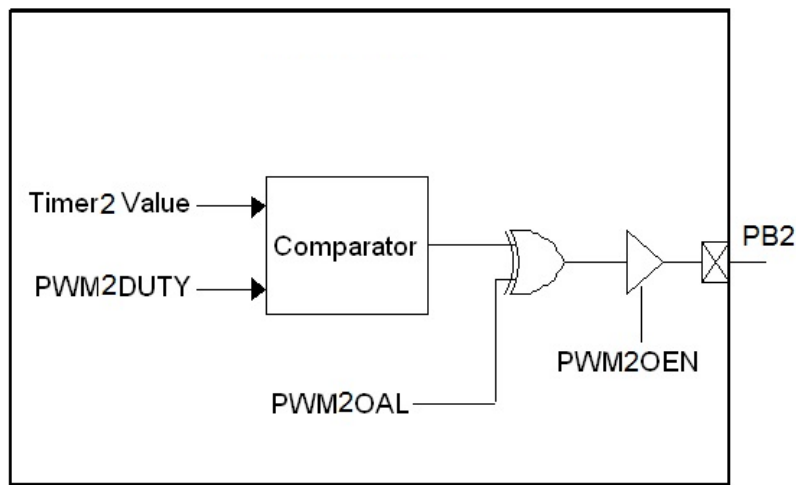 Timer2 Value
PWM2DUTY
Comparator
PWM2OAL
PWM2OEN
PB2